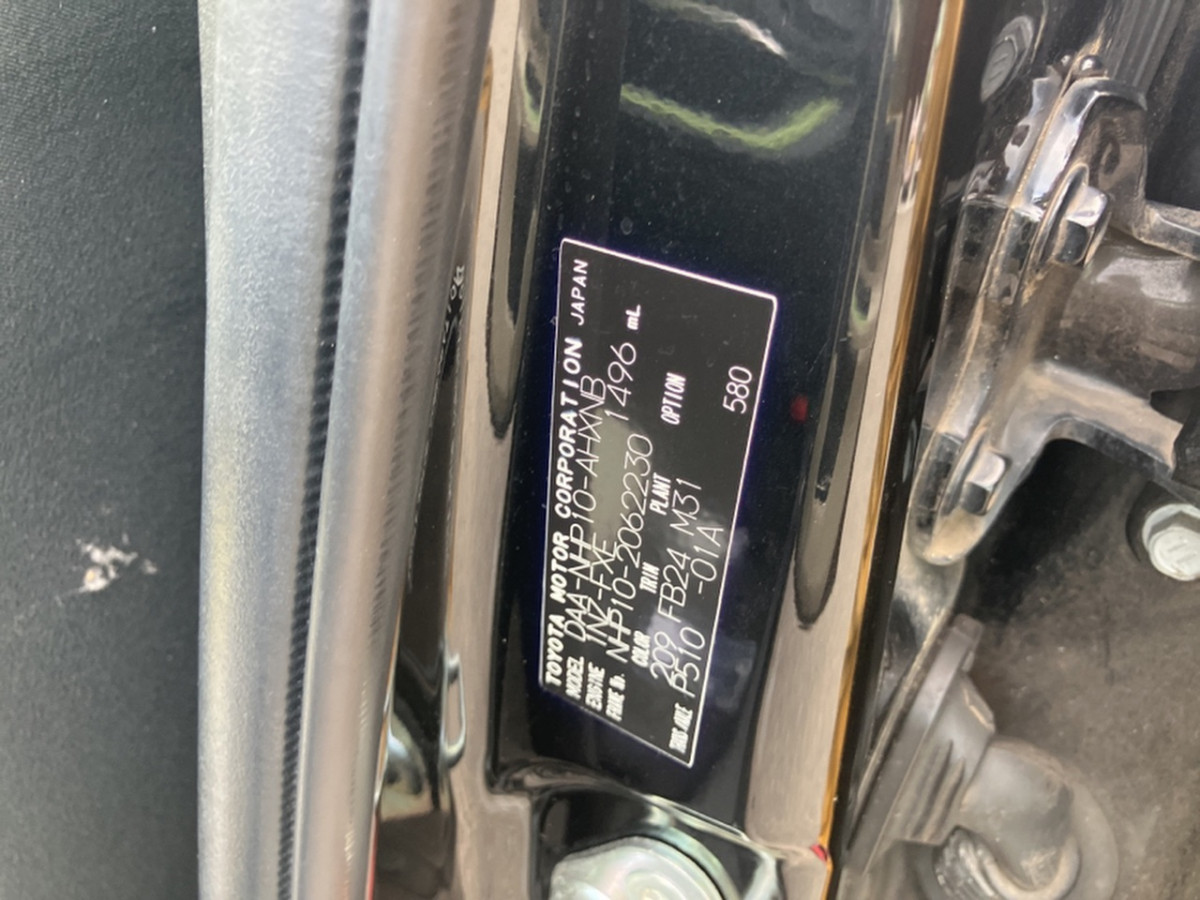 TOYOTA MOTOR CORPORATION JAPAN
MODEL DAA-NHP10-AHXNB
ENGINE 1NZ-FXE 1496 mL
FRAME No. NHP10-2062230
COLOR TRIM PLANT OPTION
209 FB24 M31
TRANS./AXLE P510 -01A 580